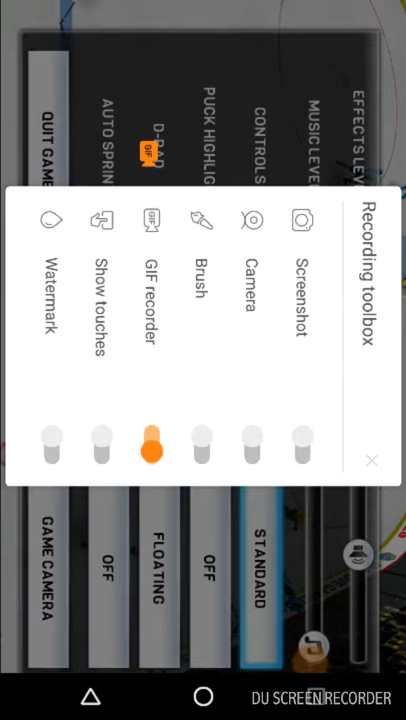 EFFECTS LEV
MUSIC LEVE
CONTROLS
PUCK HIGHLIG
D-PAD
AUTO SPRIN
QUIT GAME
GIF
Recording toolbox
Screenshot
Camera
Brush
GIF
GIF recorder
Show touches
Watermark
STANDARD
OFF
FLOATING
OFF
GAME CAMERA
DU SCREEN RECORDER